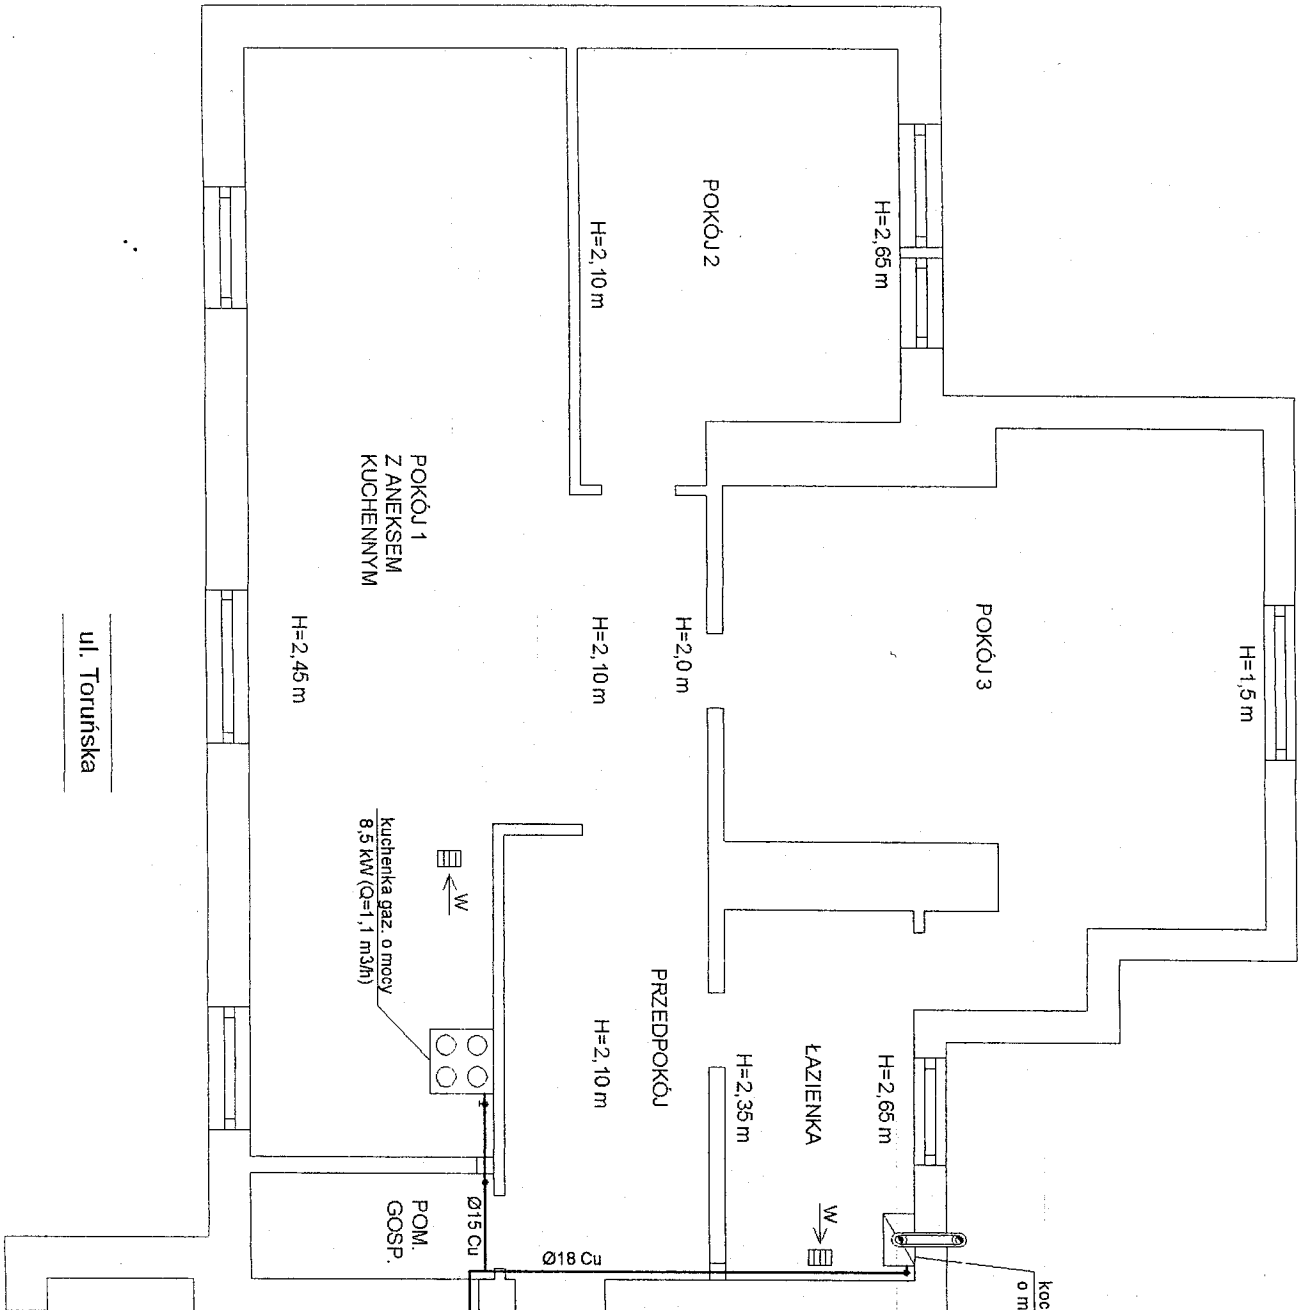 POKÓJ 2
H=2,65 m
H=2,10 m
POKÓJ 1
Z ANEKSEM
KUCHENNYM
H=2,45 m
H=2,10 m
H=2,0 m
POKÓJ 3
H=1,5 m
ul. Toruńska
kuchenka gaz. o mocy
8,5 kW (Q=1,1 m3/h)
W
PRZEDPOKÓJ
H=2,10 m
H=2,35 m
ŁAZIENKA
H=2,65 m
W
POM.
GOSP.
Ø15 Cu
Ø18 Cu
koc
o m